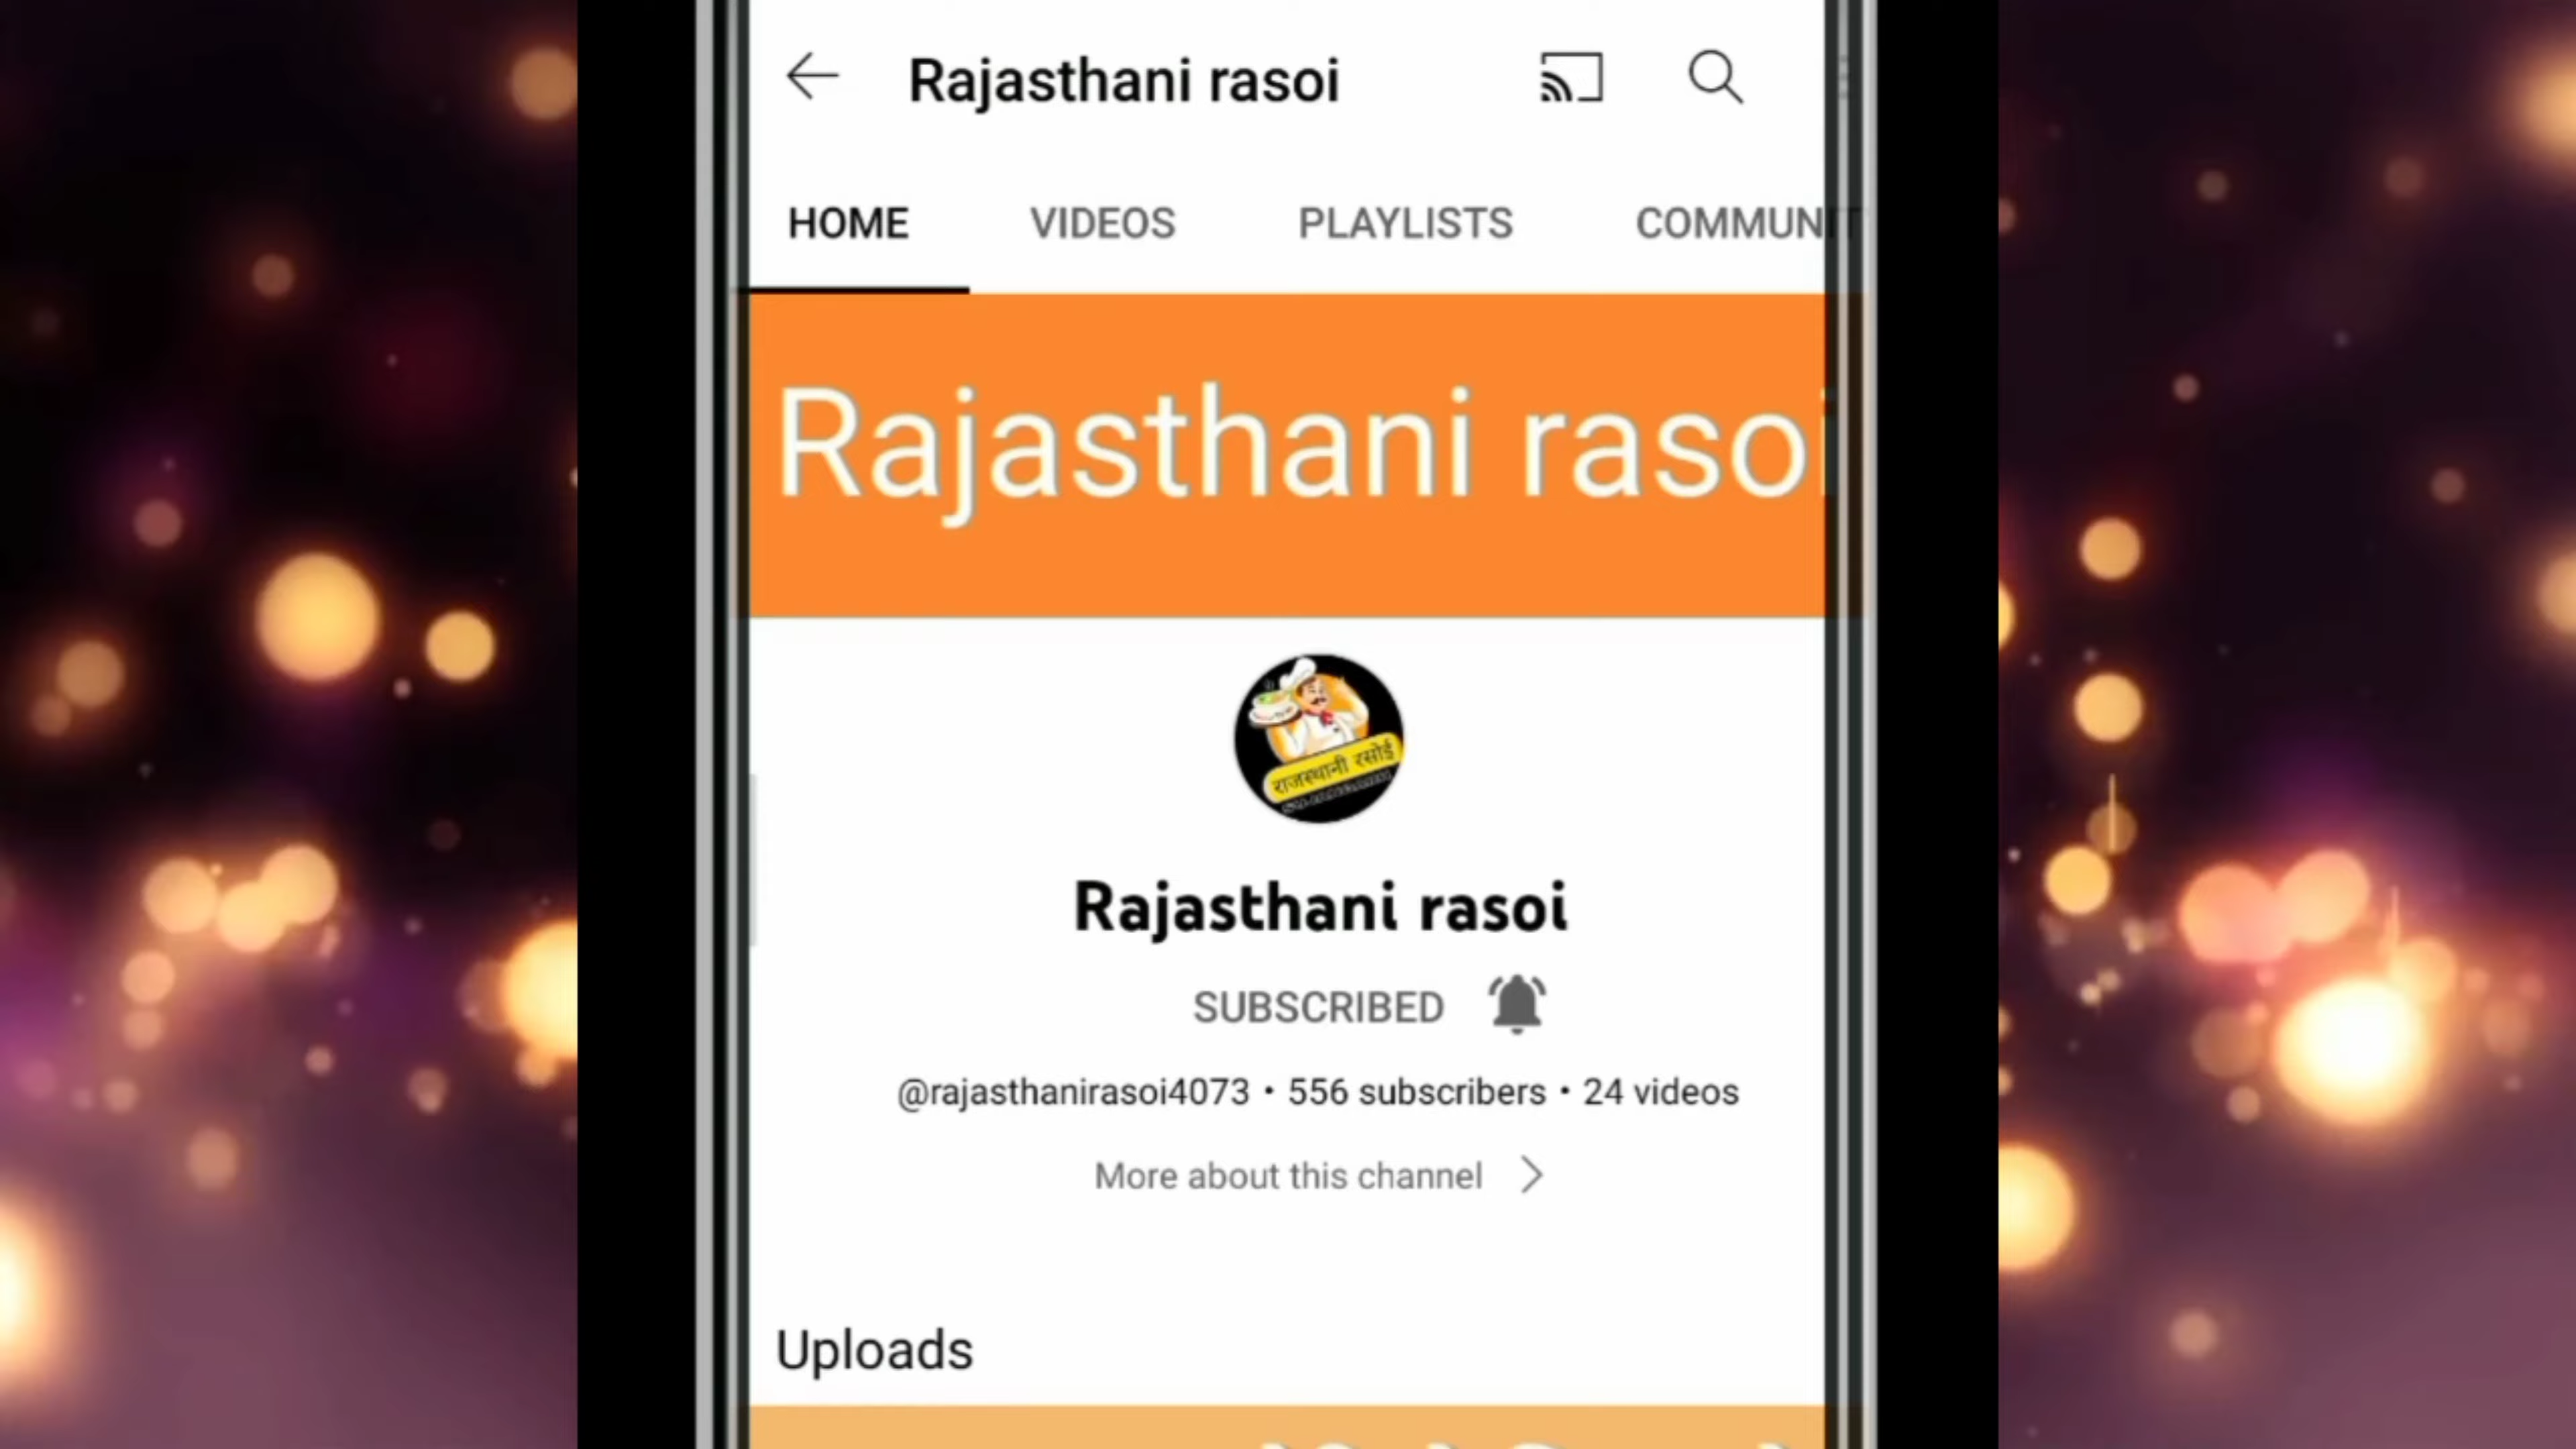 Rajasthani rasoi
HOME VIDEOS PLAYLISTS COMMUNIT
Rajasthani rasoi
राजस्थानी रसोई
Rajasthani rasoi
SUBSCRIBED
@rajasthanirasoi4073 • 556 subscribers • 24 videos
More about this channel
Uploads